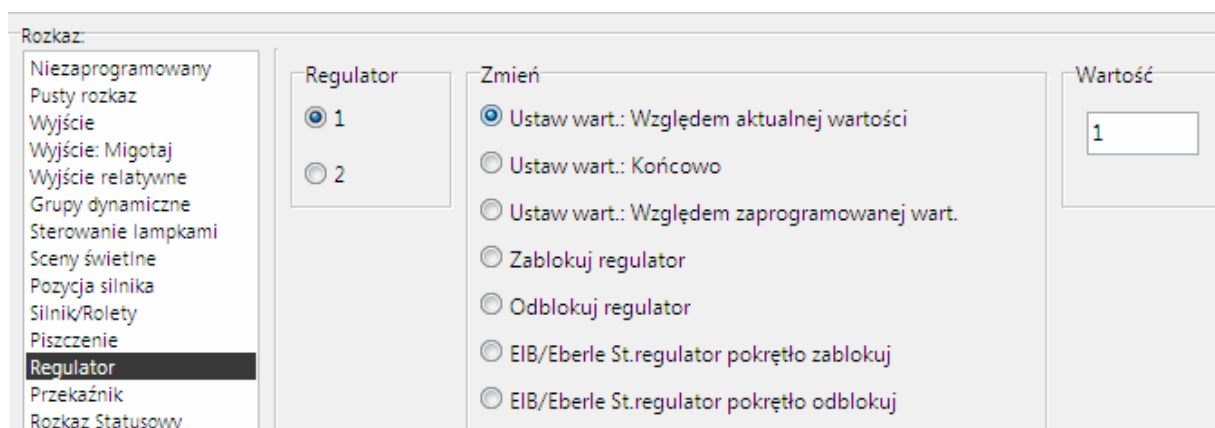 Rozkaz:
Niezaprogramowany
Pusty rozkaz
Wyjście
Wyjście: Migotaj
Wyjście relatywne
Grupy dynamiczne
Sterowanie lampkami
Sceny świetlne
Pozycja silnika
Silnik/Rolety
Piszczenie
Regulator
Przekaźnik
Rozkaz Statusowy
Regulator
1
2
Zmień
Ustaw wart.: Względem aktualnej wartości
Ustaw wart.: Końcowo
Ustaw wart.: Względem zaprogramowanej wart.
Zablokuj regulator
Odblokuj regulator
EIB/Eberle St.regulator pokrętło zablokuj
EIB/Eberle St.regulator pokrętło odblokuj
Wartość
1